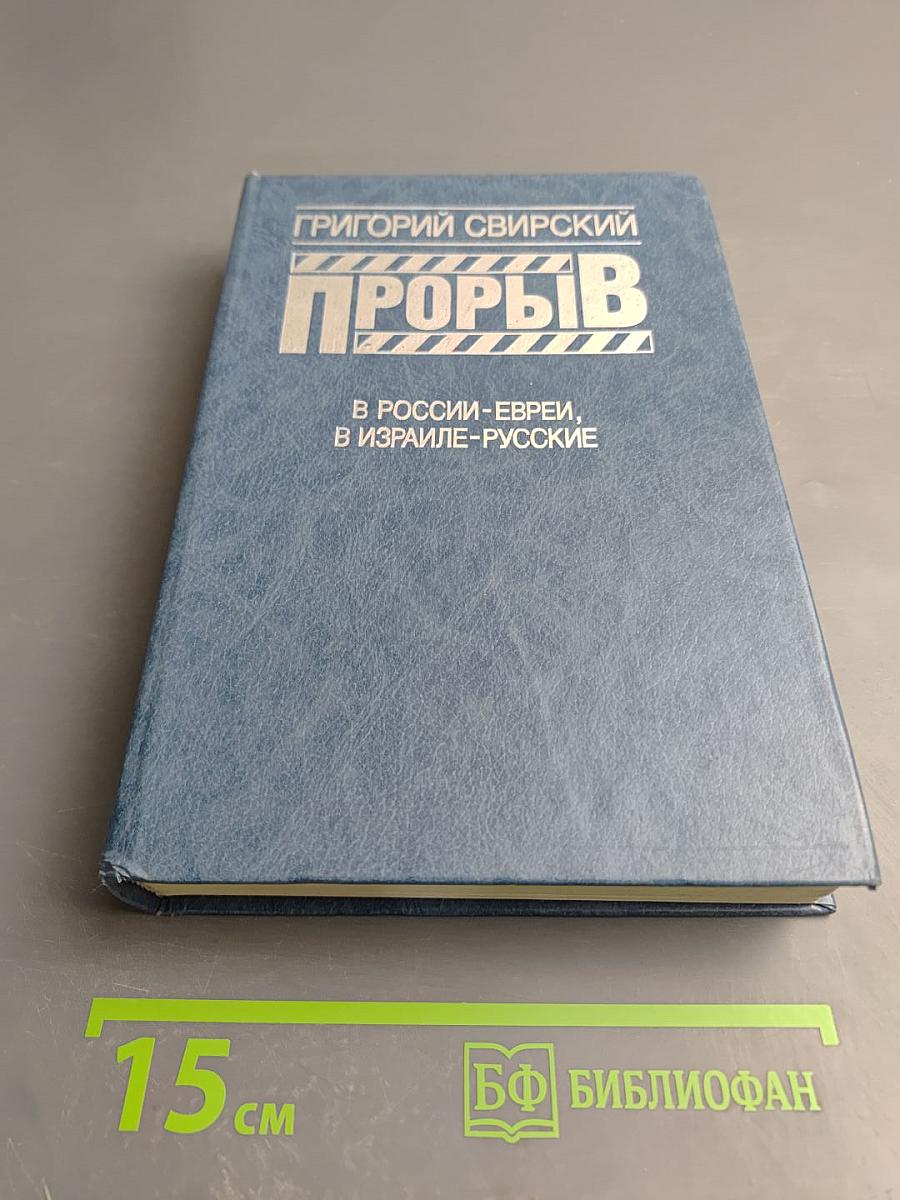 ГРИГОРИЙ СВИРСКИЙ
ПРОРЫВ
В РОССИИ-ЕВРЕИ,
В ИЗРАИЛЕ-РУССКИЕ
15 СМ
БФ БИБЛИОФАН